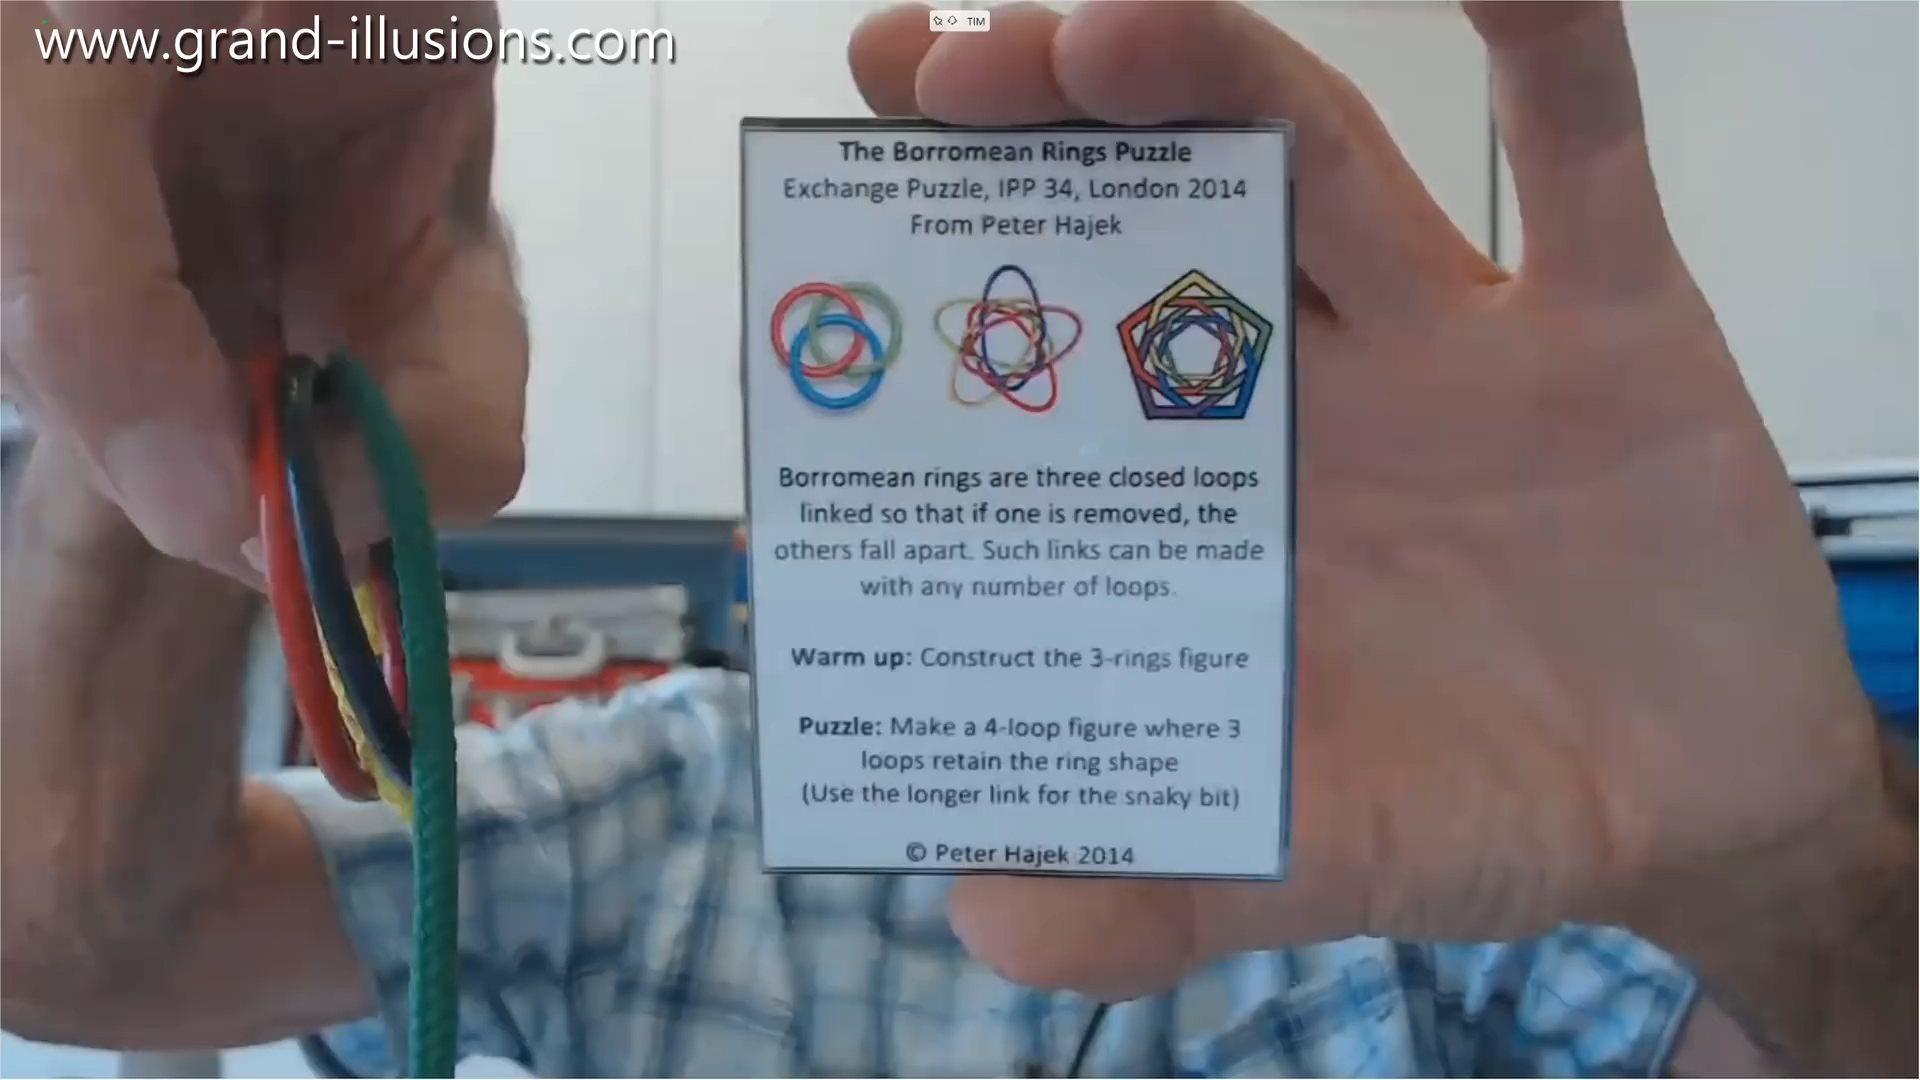 www.grand-illusions.com
TIM
The Borromean Rings Puzzle
Exchange Puzzle, IPP 34, London 2014
From Peter Hajek
Borromean rings are three closed loops
linked so that if one is removed, the
others fall apart. Such links can be made
with any number of loops.
Warm up: Construct the 3-rings figure
Puzzle: Make a 4-loop figure where 3
loops retain the ring shape
(Use the longer link for the snaky bit)
© Peter Hajek 2014